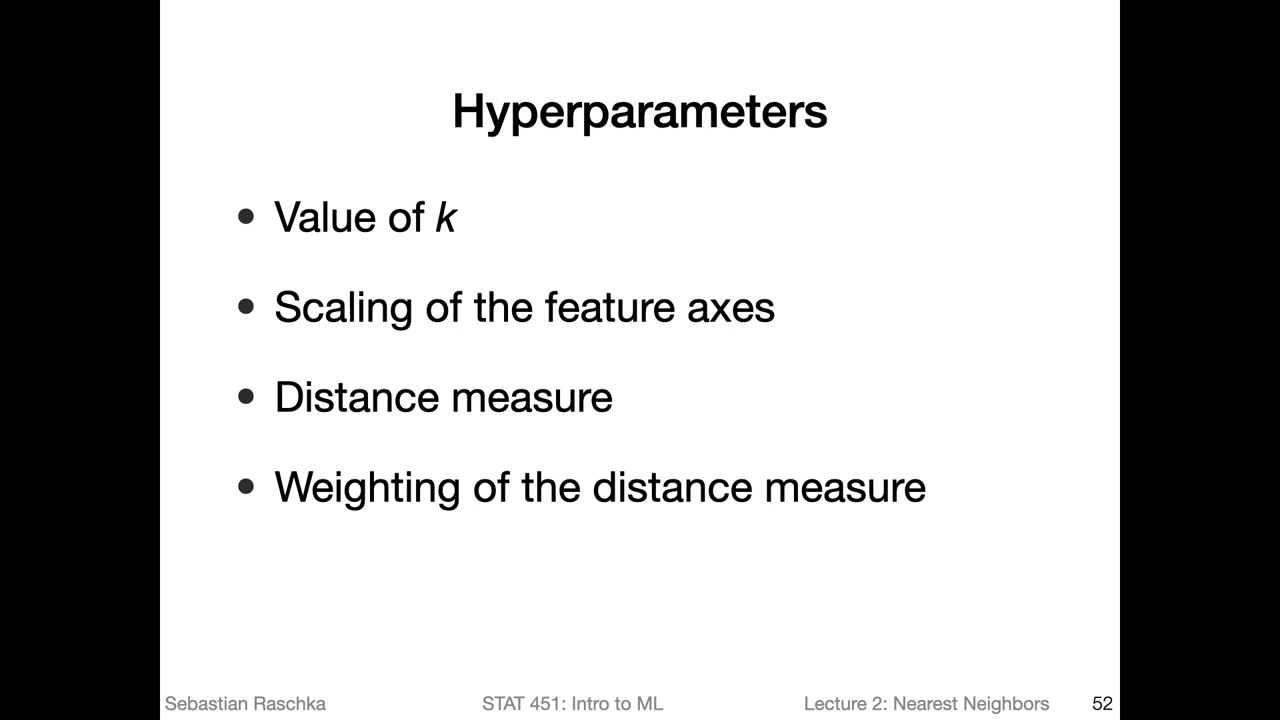 Hyperparameters
• Value of k
• Scaling of the feature axes
• Distance measure
• Weighting of the distance measure
Sebastian Raschka STAT 451: Intro to ML Lecture 2: Nearest Neighbors 52